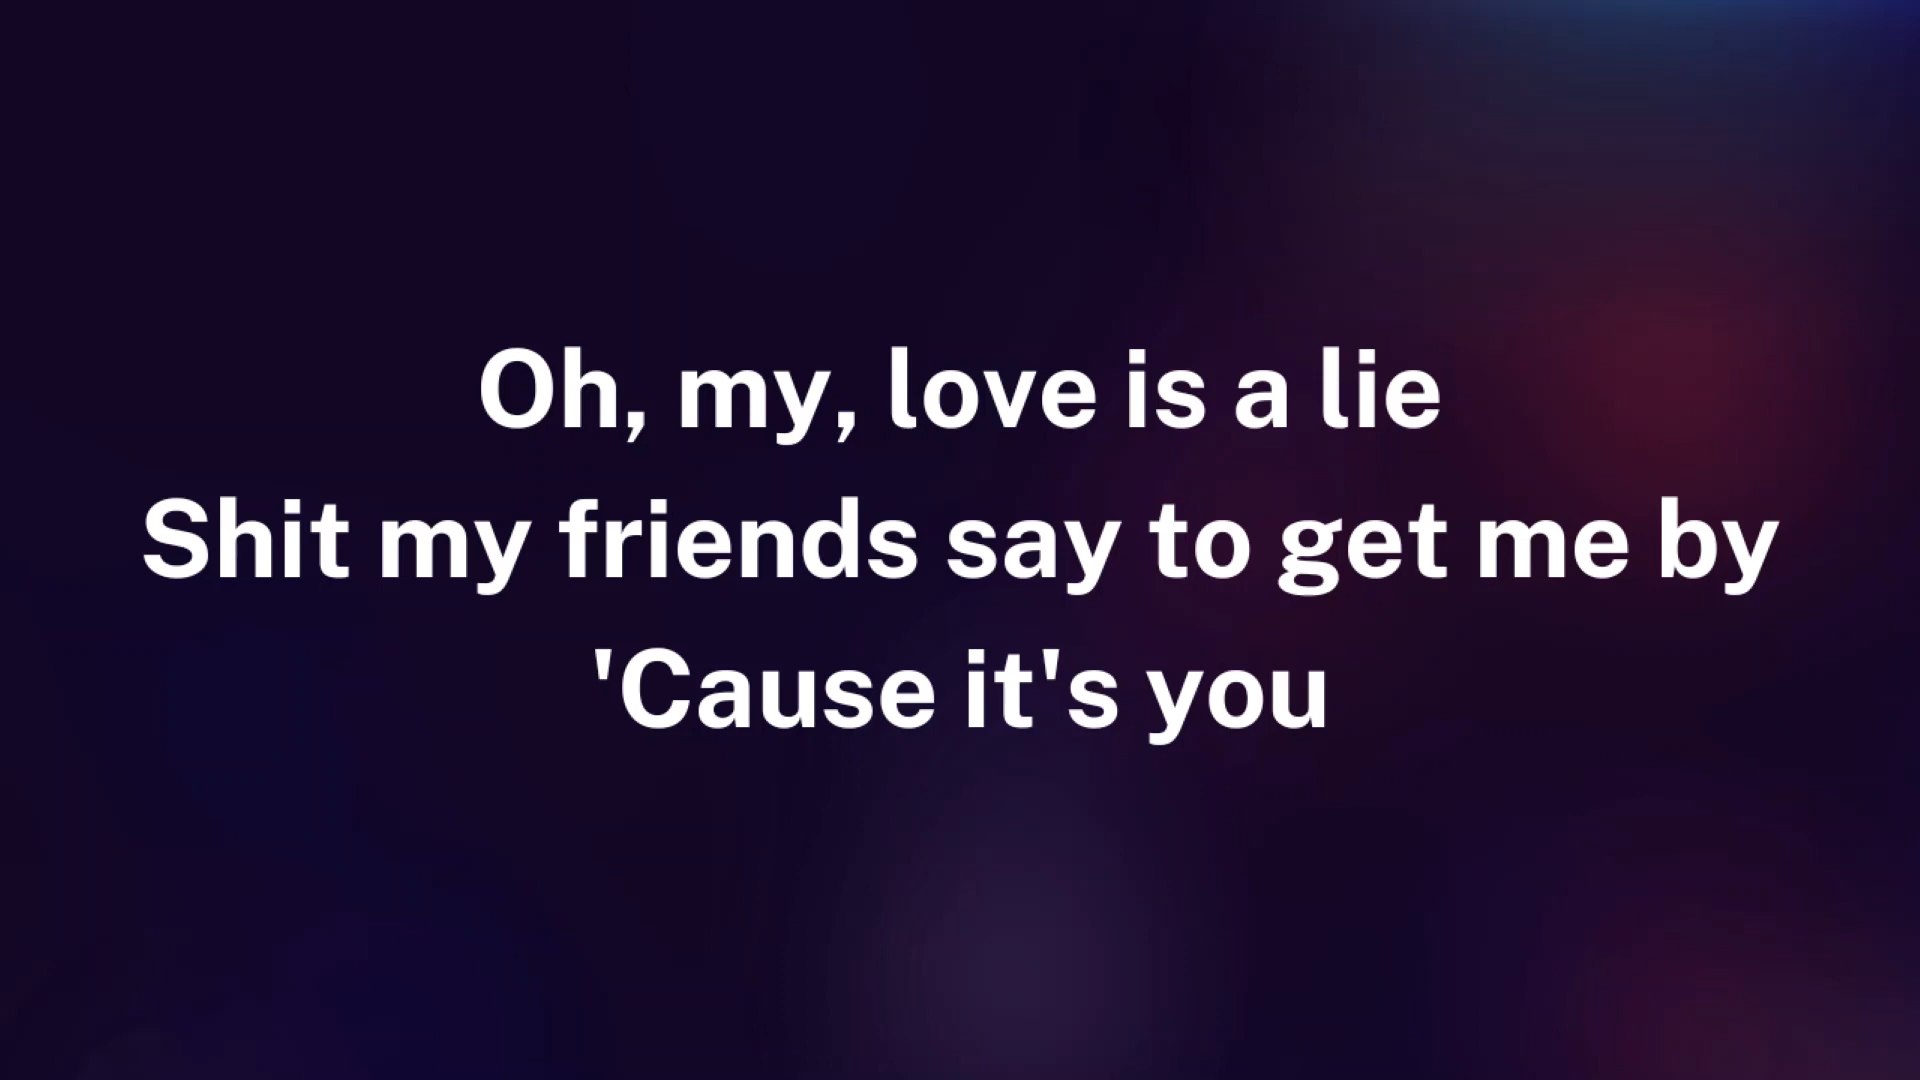 Oh, my, love is a lie
Shit my friends say to get me by
'Cause it's you